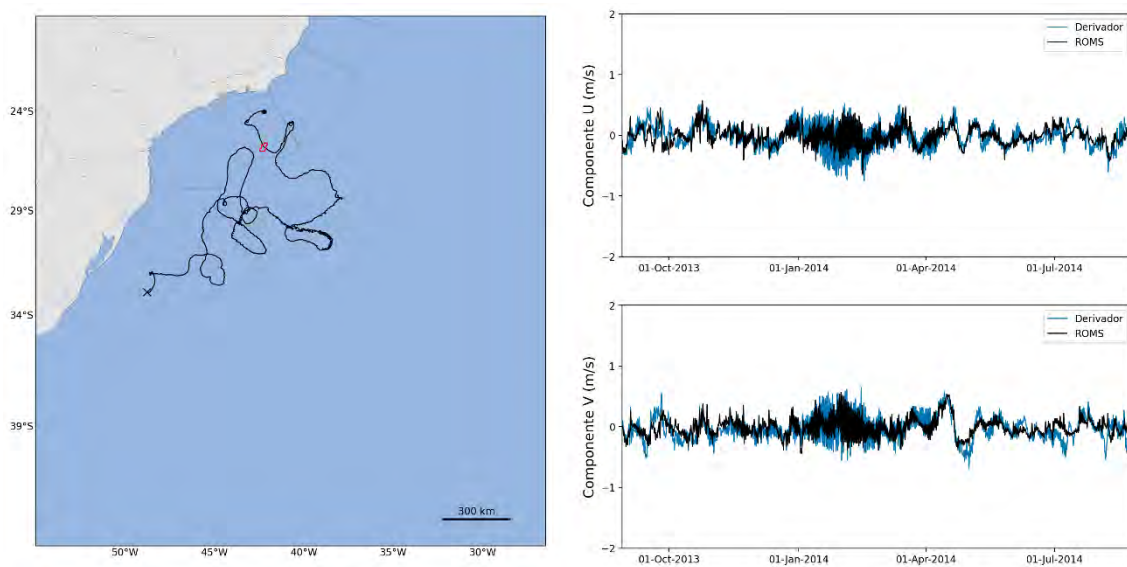 24°S
29°S
34°S
39°S
50°W 45°W 40°W 35°W 30°W
300 km
Componente U (m/s)
2
1
0
−1
−2
Derivador
ROMS
01-Oct-2013 01-Jan-2014 01-Apr-2014 01-Jul-2014
Componente V (m/s)
2
1
0
−1
−2
Derivador
ROMS
01-Oct-2013 01-Jan-2014 01-Apr-2014 01-Jul-2014